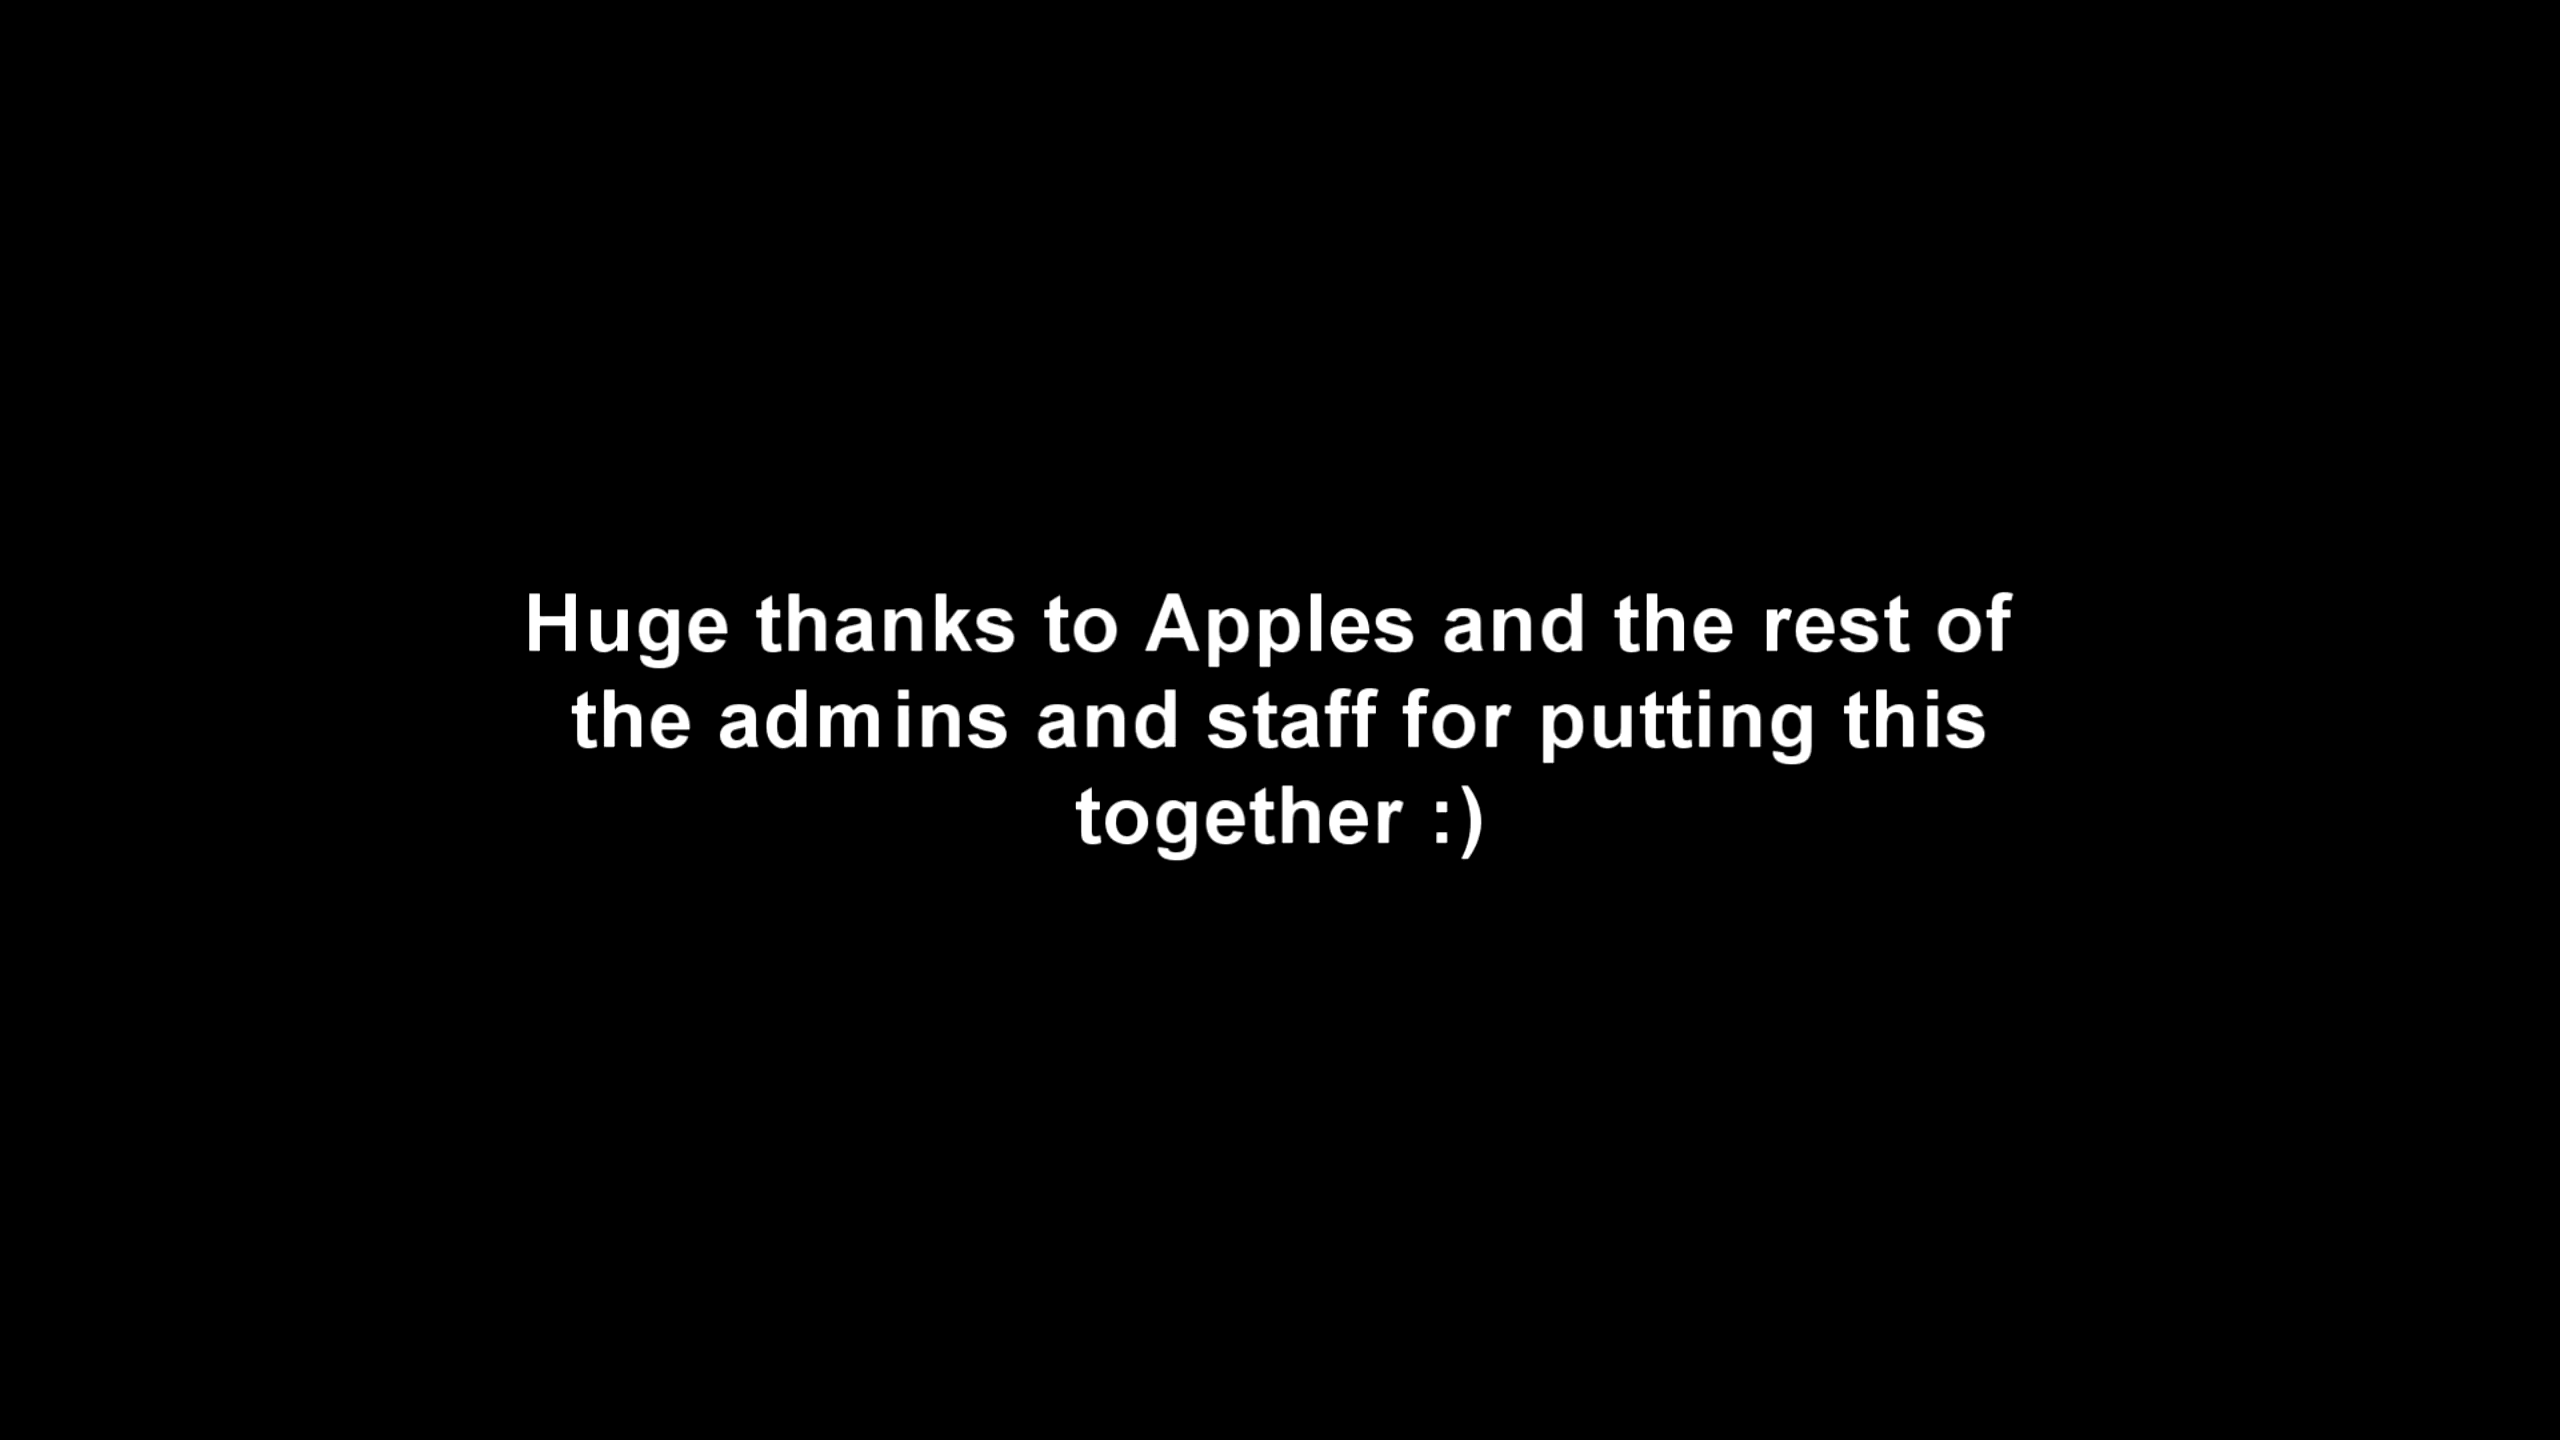 Huge thanks to Apples and the rest of
the admins and staff for putting this
together :)